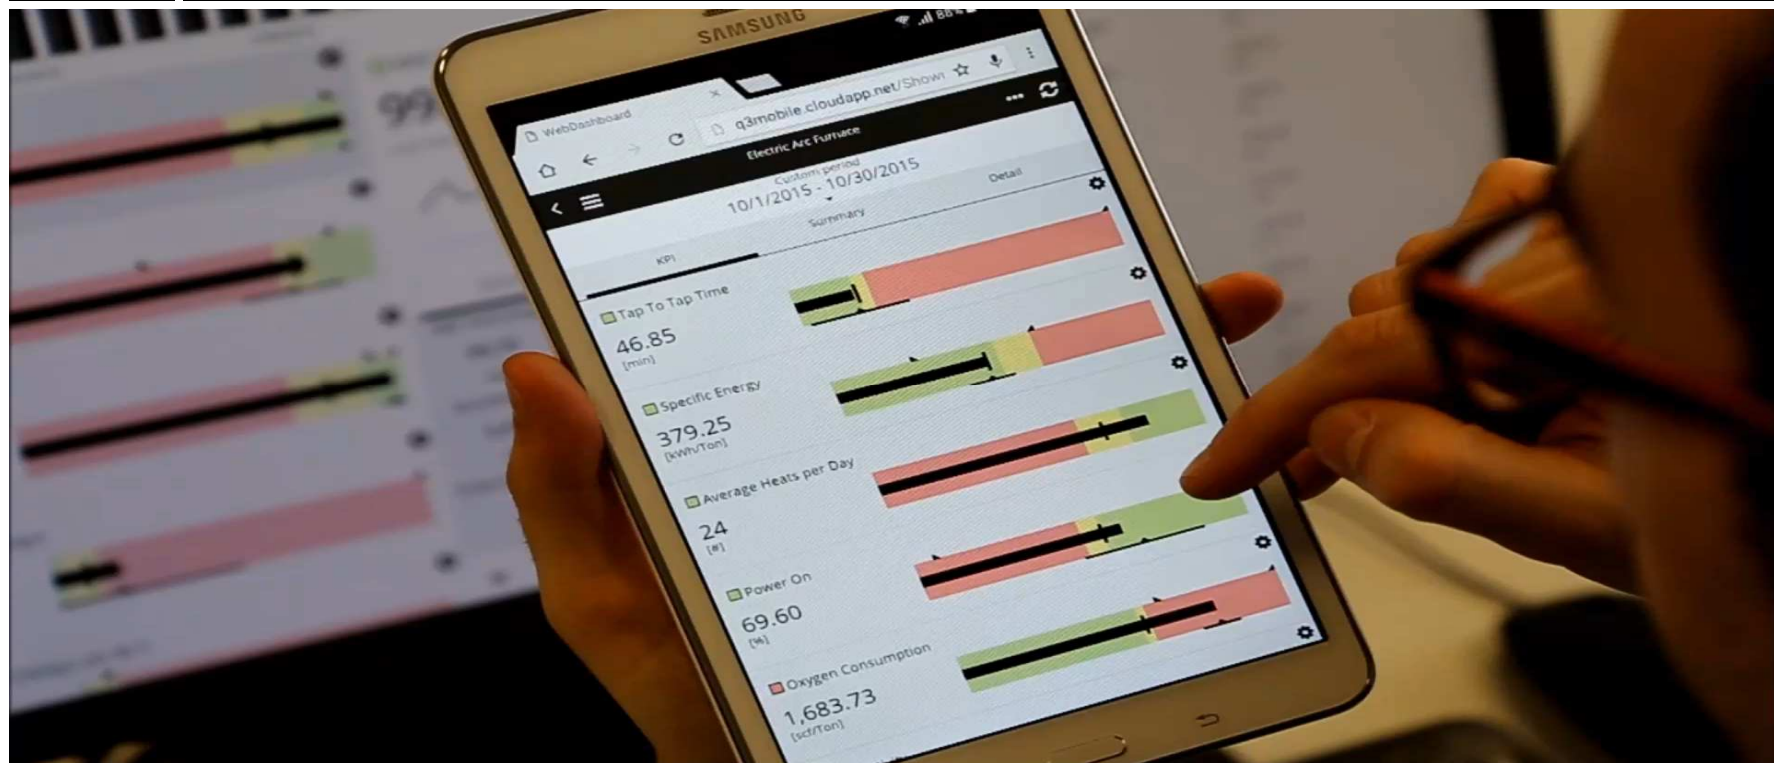 SAMSUNG
88%
WebDashboard
q3mobile.cloudapp.net/Show
Electric Arc Furnace
Custom period
10/1/2015 - 10/30/2015
KPI
Summary
Detail
Tap To Tap Time
46.85
[min]
Specific Energy
379.25
[kWh/Ton]
Average Heats per Day
24
[#]
Power On
69.60
[%]
Oxygen Consumption
1,683.73
[scf/Ton]
99